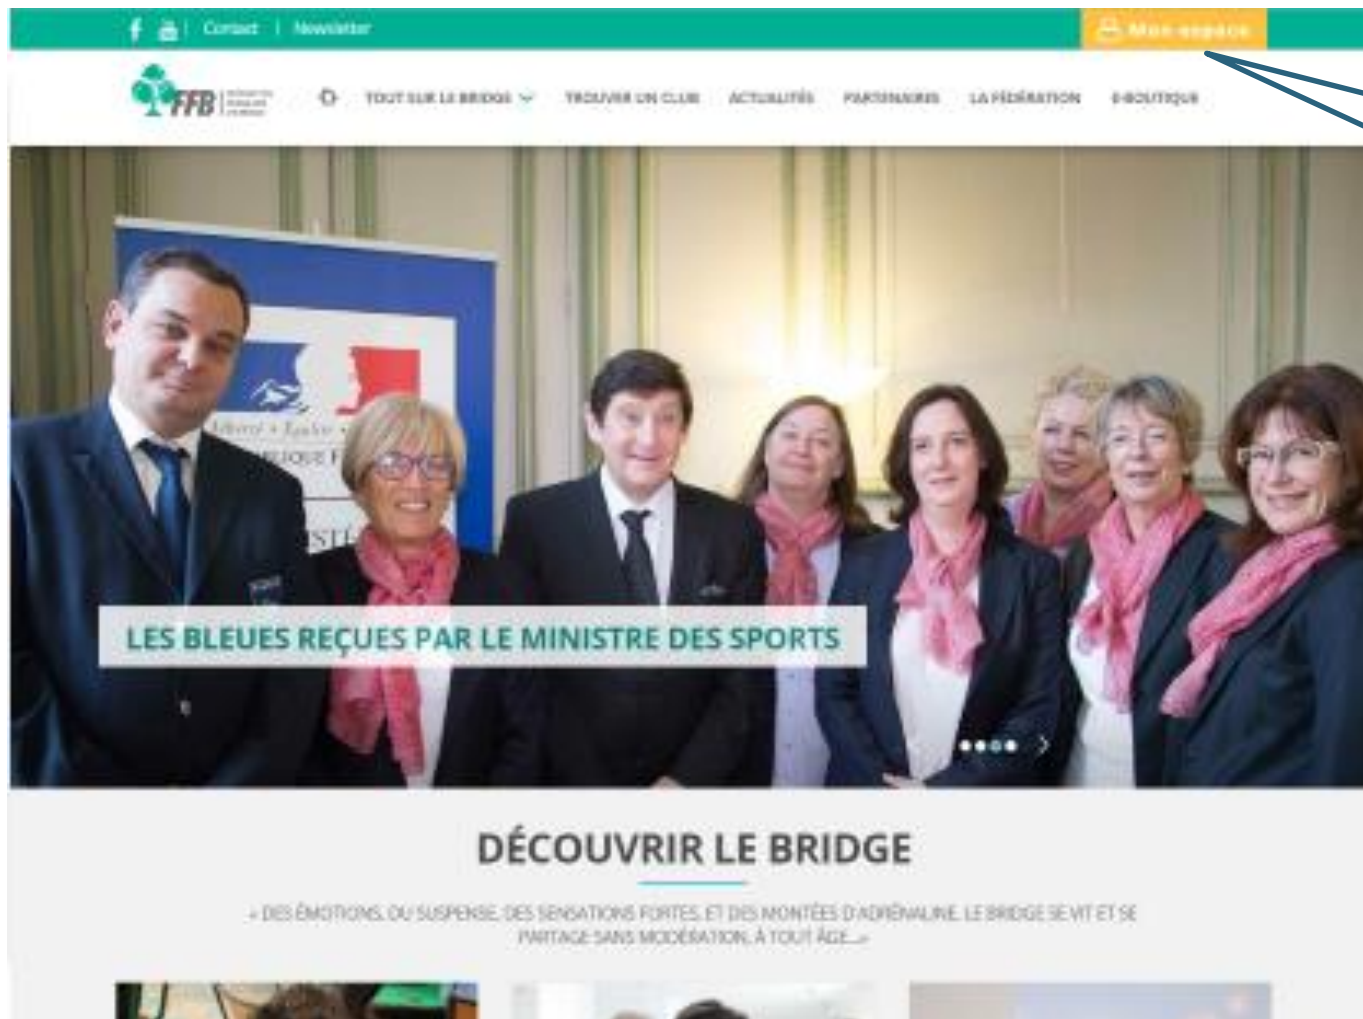 Contact | Newsletter
Mon espace
FFB
TOUT SUR LE BRIDGE
TROUVER UN CLUB
ACTUALITÉS
PARTENAIRES
LA FÉDÉRATION
E-BOUTIQUE
Liberté • Égalité •
LES BLEUES REÇUES PAR LE MINISTRE DES SPORTS
DÉCOUVRIR LE BRIDGE
« DES ÉMOTIONS, DU SUSPENSE, DES SENSATIONS FORTES, ET DES MONTÉES D'ADRÉNALINE, LE BRIDGE SE VIT ET SE
PARTAGE SANS MODÉRATION, À TOUT ÂGE...»